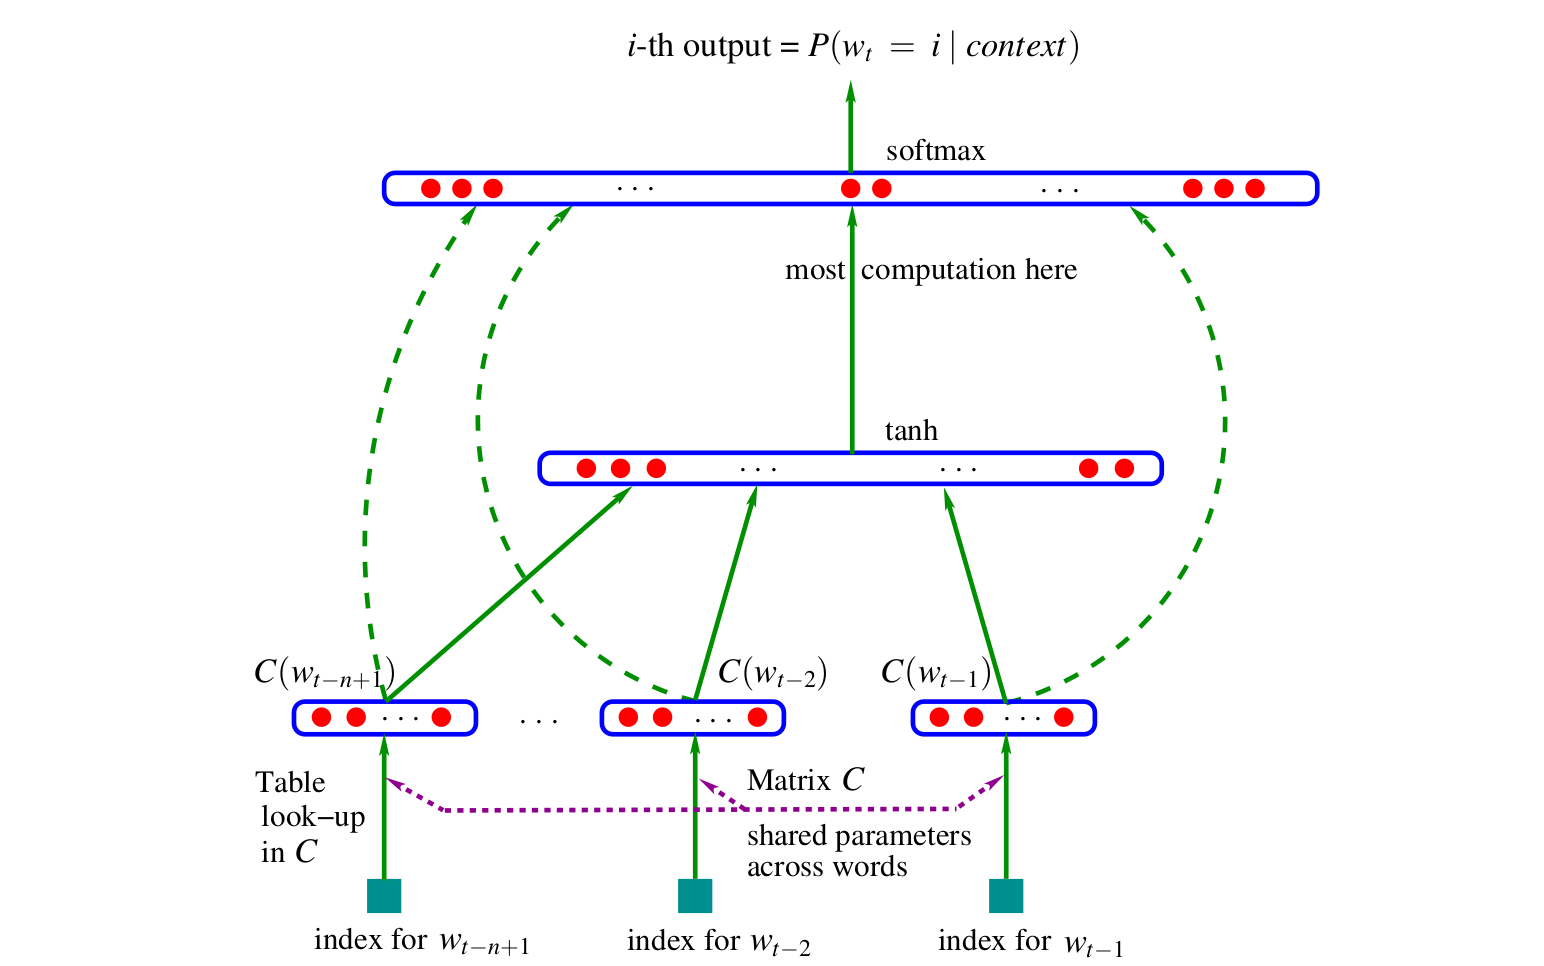 i-th output = P(w_t = i | context)
softmax
. . .
. . .
most computation here
tanh
. . .
. . .
C(w_{t−n+1})
C(w_{t−2})
C(w_{t−1})
. . .
. . .
. . .
. . .
Table
look−up
in C
Matrix C
shared parameters
across words
index for w_{t−n+1}
index for w_{t−2}
index for w_{t−1}